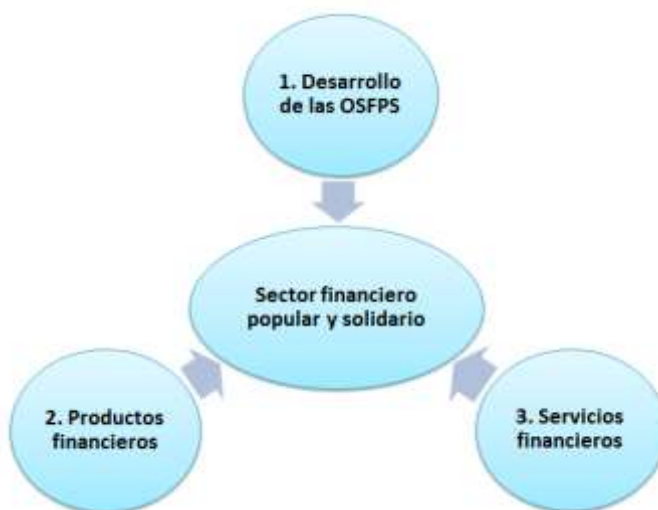 1. Desarrollo
de las OSFPS
Sector financiero
popular y solidario
2. Productos
financieros
3. Servicios
financieros